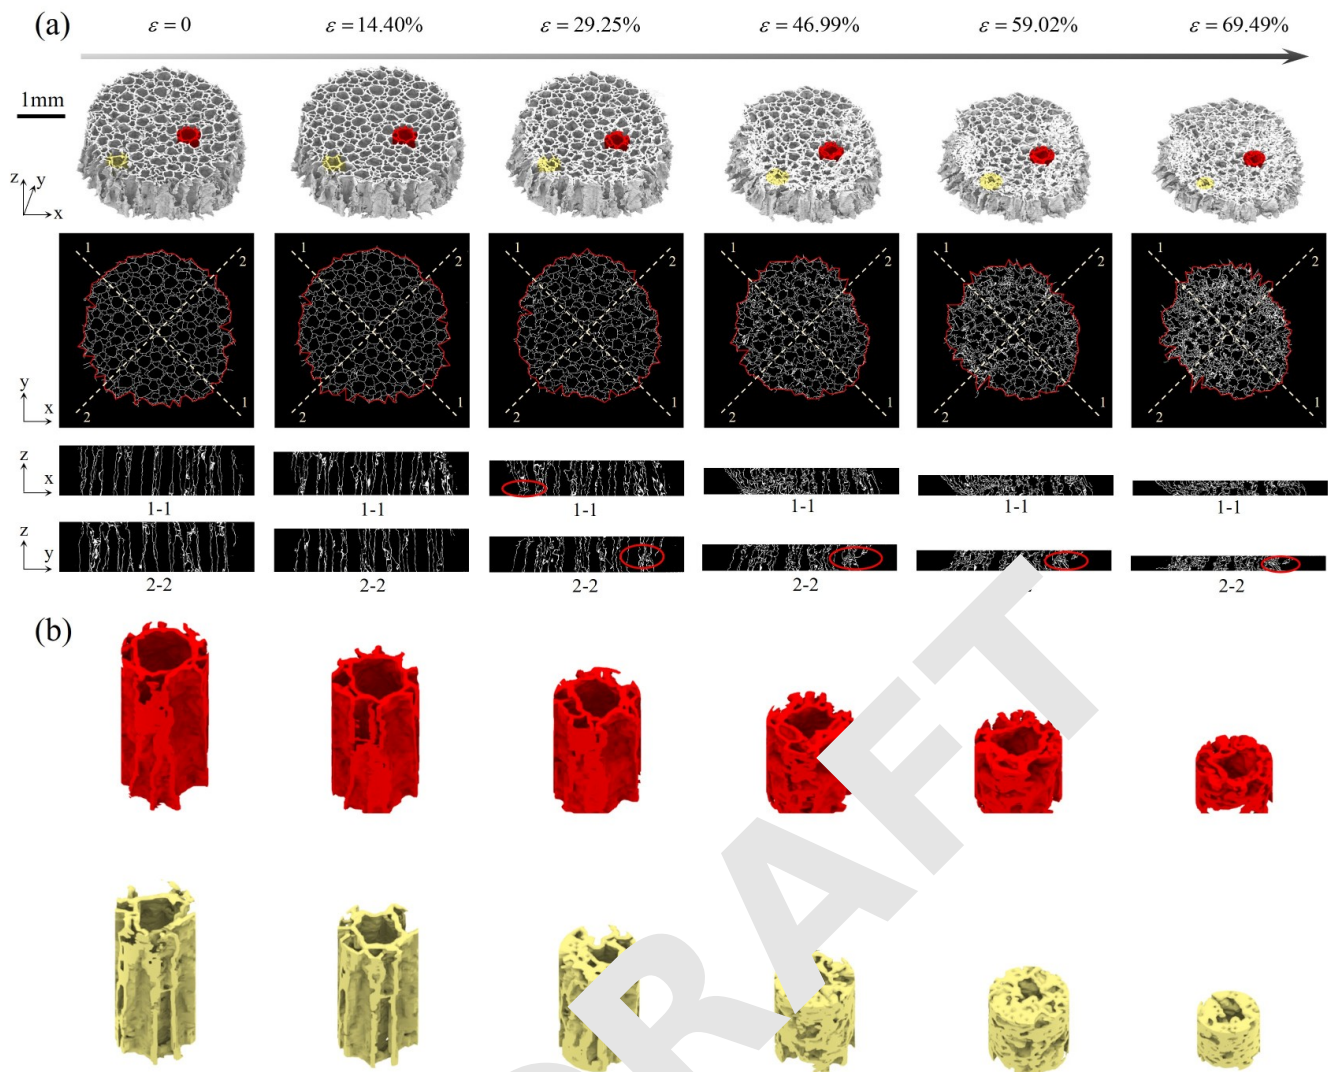 (a) ε = 0 ε = 14.40% ε = 29.25% ε = 46.99% ε = 59.02% ε = 69.49%
1mm
z y x
1 2 1 2 1 2 1 2 1 2 1 2
y x
2 1 2 1 2 1 2 1 2 1 2 1
z x
1-1 1-1 1-1 1-1 1-1 1-1
z y
2-2 2-2 2-2 2-2 2-2
(b)
DRAFT